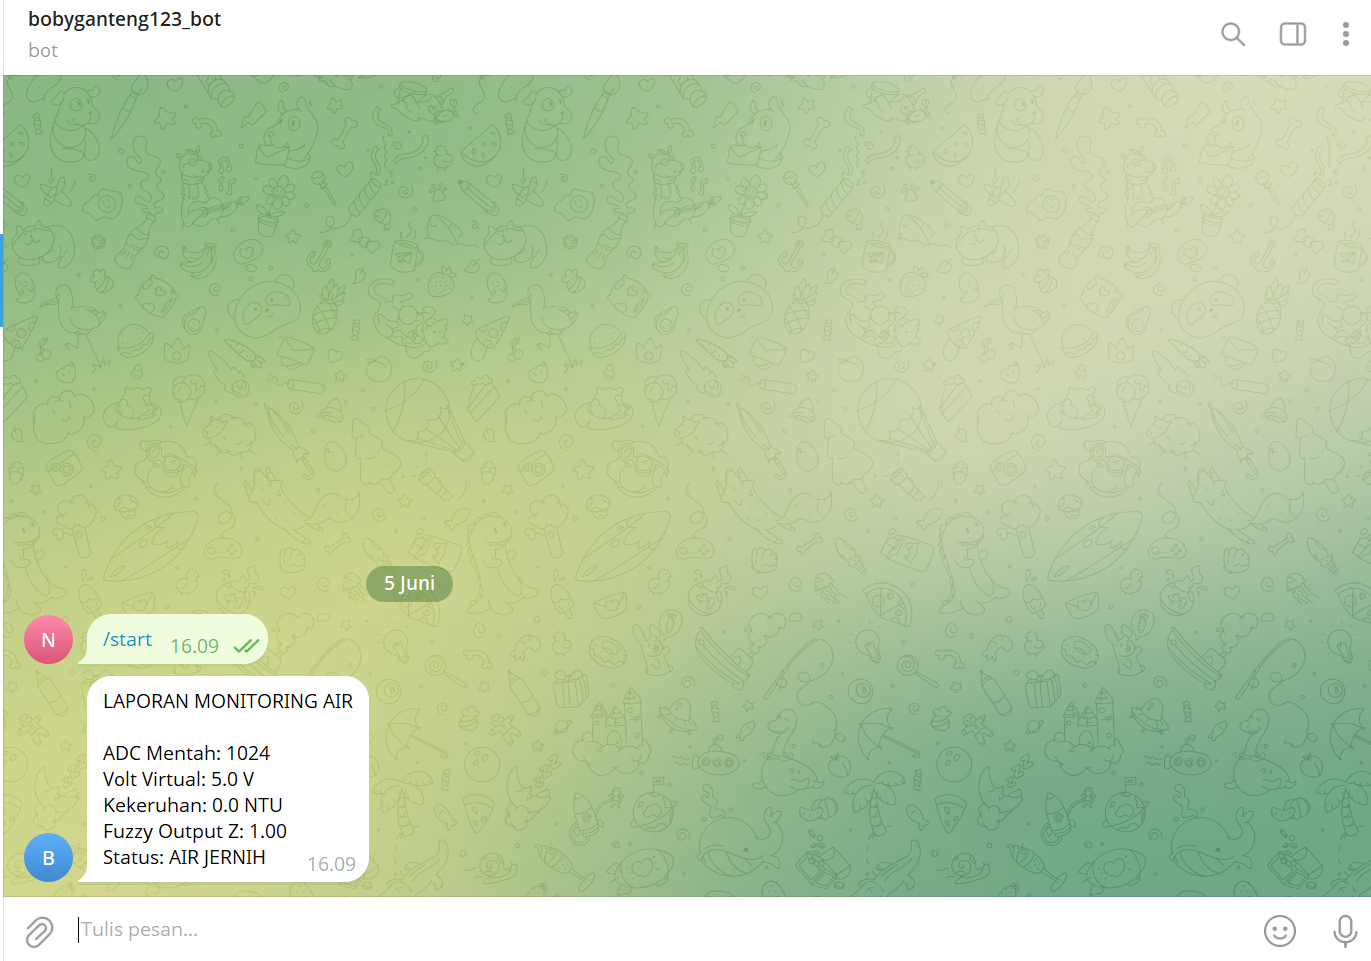 bobyganteng123_bot
bot
5 Juni
N
/start 16.09
LAPORAN MONITORING AIR
ADC Mentah: 1024
Volt Virtual: 5.0 V
Kekeruhan: 0.0 NTU
Fuzzy Output Z: 1.00
Status: AIR JERNIH 16.09
B
Tulis pesan...